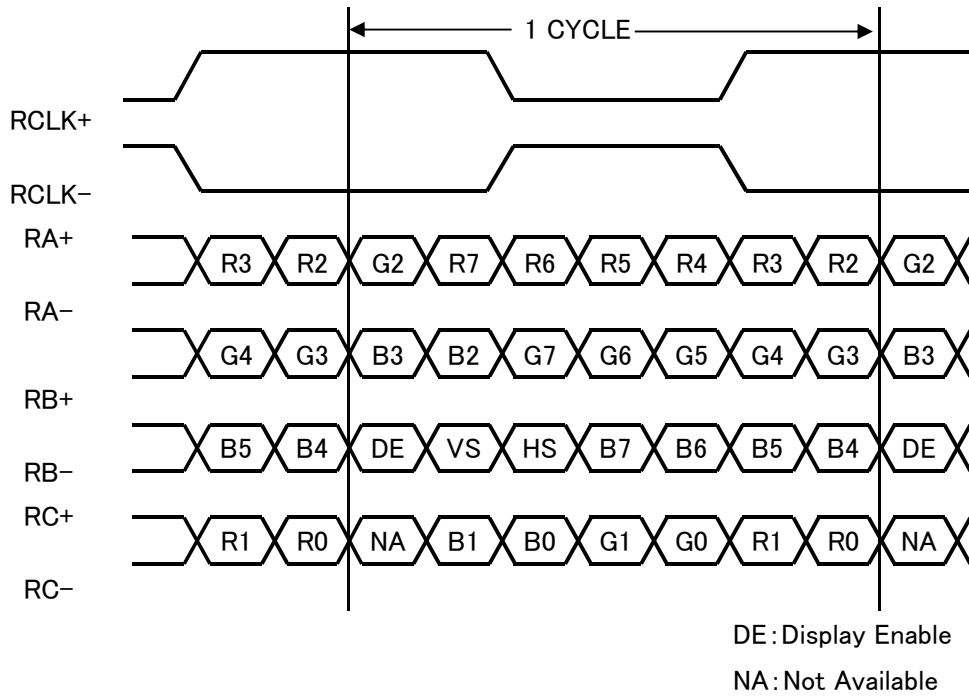 1 CYCLE
RCLK+
RCLK-
RA+
R3 R2 G2 R7 R6 R5 R4 R3 R2 G2
RA-
G4 G3 B3 B2 G7 G6 G5 G4 G3 B3
RB+
B5 B4 DE VS HS B7 B6 B5 B4 DE
RB-
RC+
R1 R0 NA B1 B0 G1 G0 R1 R0 NA
RC-
DE:Display Enable
NA:Not Available